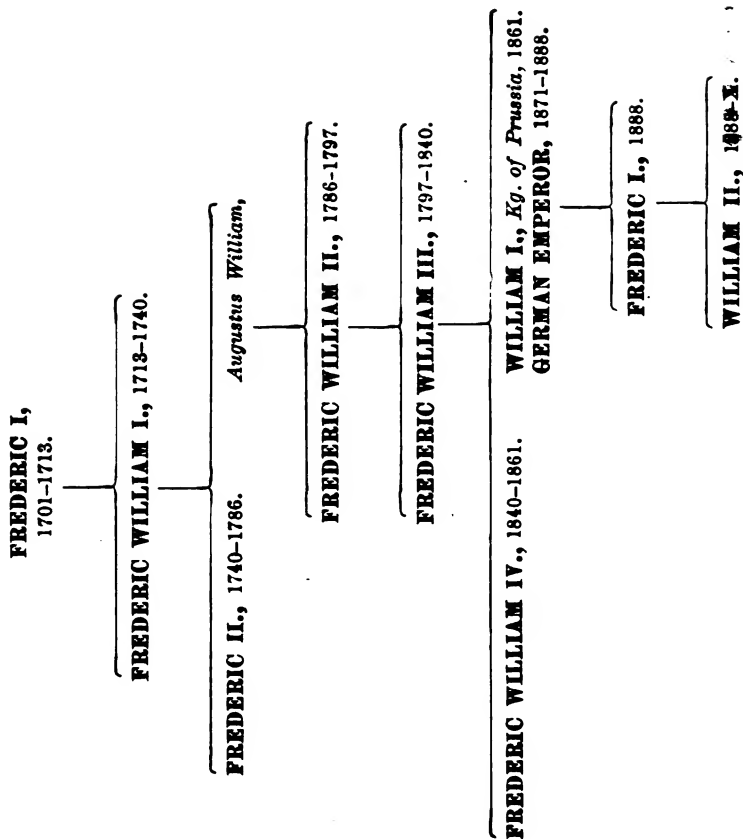 FREDERIC I,
1701–1713.
FREDERIC WILLIAM I., 1713–1740.
FREDERIC II., 1740–1786.
Augustus William,
FREDERIC WILLIAM II., 1786–1797.
FREDERIC WILLIAM III., 1797–1840.
FREDERIC WILLIAM IV., 1840–1861.
WILLIAM I., Kg. of Prussia, 1861.
GERMAN EMPEROR, 1871–1888.
FREDERIC I., 1888.
WILLIAM II.,